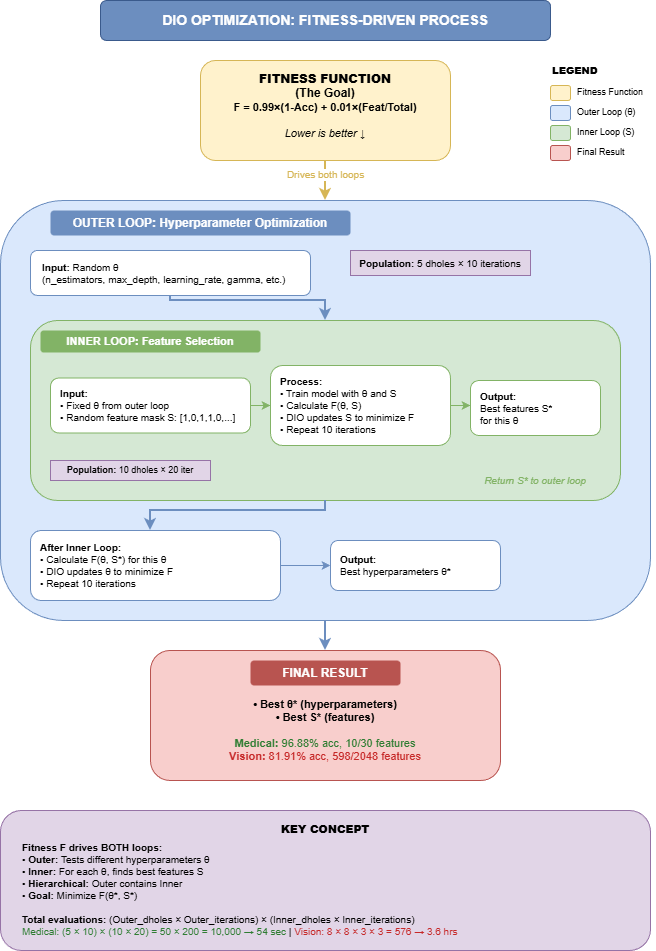 DIO OPTIMIZATION: FITNESS-DRIVEN PROCESS
FITNESS FUNCTION
(The Goal)
F = 0.99×(1-Acc) + 0.01×(Feat/Total)
Lower is better ↓
LEGEND
Fitness Function
Outer Loop (θ)
Inner Loop (S)
Final Result
Drives both loops
OUTER LOOP: Hyperparameter Optimization
Input: Random θ
(n_estimators, max_depth, learning_rate, gamma, etc.)
Population: 5 dholes × 10 iterations
INNER LOOP: Feature Selection
Input:
• Fixed θ from outer loop
• Random feature mask S: [1,0,1,1,0,...]
Process:
• Train model with θ and S
• Calculate F(θ, S)
• DIO updates S to minimize F
• Repeat 10 iterations
Output:
Best features S*
for this θ
Population: 10 dholes × 20 iter
Return S* to outer loop
After Inner Loop:
• Calculate F(θ, S*) for this θ
• DIO updates θ to minimize F
• Repeat 10 iterations
Output:
Best hyperparameters θ*
FINAL RESULT
• Best θ* (hyperparameters)
• Best S* (features)
Medical: 96.88% acc, 10/30 features
Vision: 81.91% acc, 598/2048 features
KEY CONCEPT
Fitness F drives BOTH loops:
• Outer: Tests different hyperparameters θ
• Inner: For each θ, finds best features S
• Hierarchical: Outer contains Inner
• Goal: Minimize F(θ*, S*)
Total evaluations: (Outer_dholes × Outer_iterations) × (Inner_dholes × Inner_iterations)
Medical: (5 × 10) × (10 × 20) = 50 × 200 = 10,000 → 54 sec | Vision: 8 × 8 × 3 × 3 = 576 → 3.6 hrs